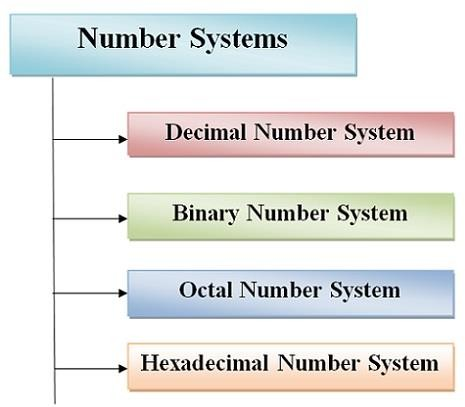 Number Systems
Decimal Number System
Binary Number System
Octal Number System
Hexadecimal Number System